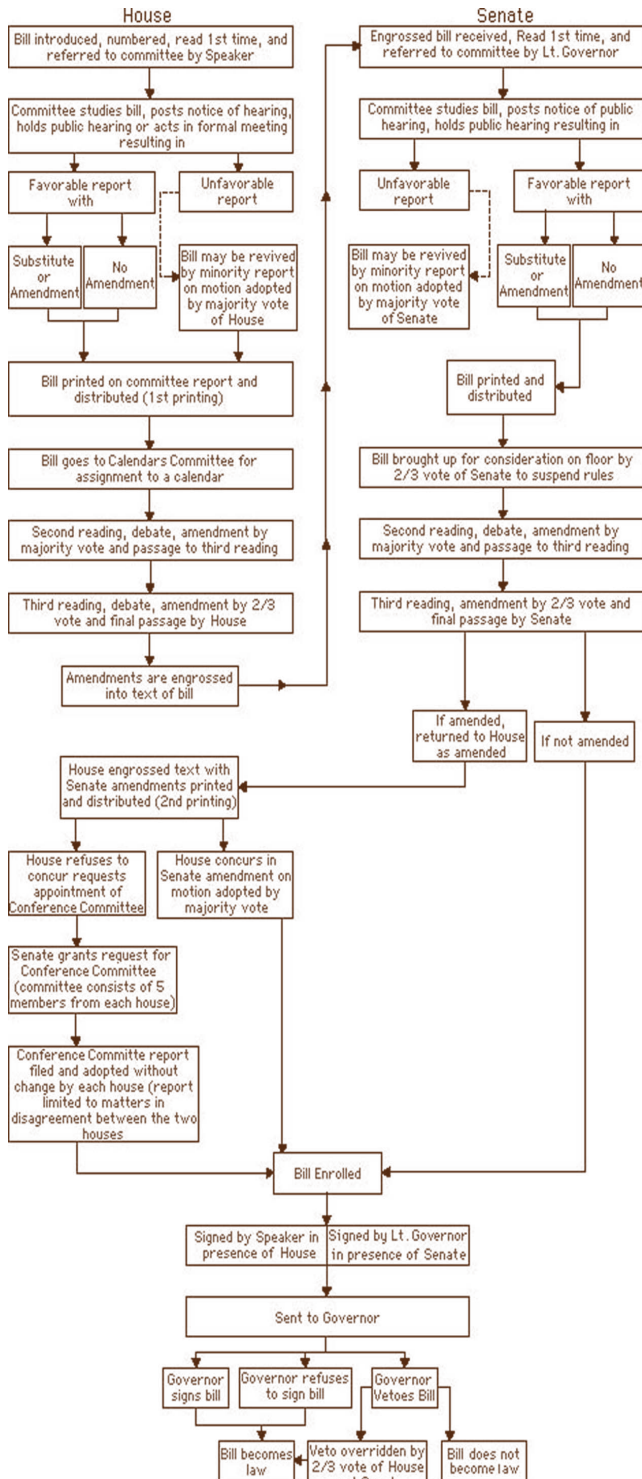 House
Bill introduced, numbered, read 1st time, and
referred to committee by Speaker
Committee studies bill, posts notice of hearing,
holds public hearing or acts in formal meeting
resulting in
Favorable report
with
Unfavorable
report
Substitute
or
Amendment
No
Amendment
Bill may be revived
by minority report
on motion adopted
by majority vote
of House
Bill printed on committee report and
distributed (1st printing)
Bill goes to Calendars Committee for
assignment to a calendar
Second reading, debate, amendment by
majority vote and passage to third reading
Third reading, debate, amendment by 2/3
vote and final passage by House
Amendments are engrossed
into text of bill
Senate
Engrossed bill received, Read 1st time, and
referred to committee by Lt. Governor
Committee studies bill, posts notice of public
hearing, holds public hearing resulting in
Unfavorable
report
Favorable report
with
Bill may be revived
by minority report
on motion adopted
by majority vote
of Senate
Substitute
or
Amendment
No
Amendment
Bill printed and
distributed
Bill brought up for consideration on floor by
2/3 vote of Senate to suspend rules
Second reading, debate, amendment by
majority vote and passage to third reading
Third reading, amendment by 2/3 vote and
final passage by Senate
If amended,
returned to House
as amended
If not amended
House engrossed text with
Senate amendments printed
and distributed (2nd printing)
House refuses to
concur requests
appointment of
Conference Committee
House concurs in
Senate amendment on
motion adopted by
majority vote
Senate grants request for
Conference Committee
(committee consists of 5
members from each house)
Conference Committe report
filed and adopted without
change by each house (report
limited to matters in
disagreement between the two
houses
Bill Enrolled
Signed by Speaker in
presence of House
Signed by Lt. Governor
in presence of Senate
Sent to Governor
Governor
signs bill
Governor refuses
to sign bill
Governor
Vetoes Bill
Bill becomes
law
Veto overridden by
2/3 vote of House
Bill does not
become law